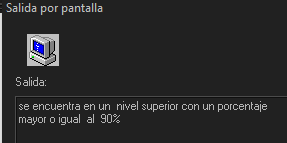 Salida por pantalla
Salida:
se encuentra en un  nivel superior con un porcentaje
mayor o igual  al  90%